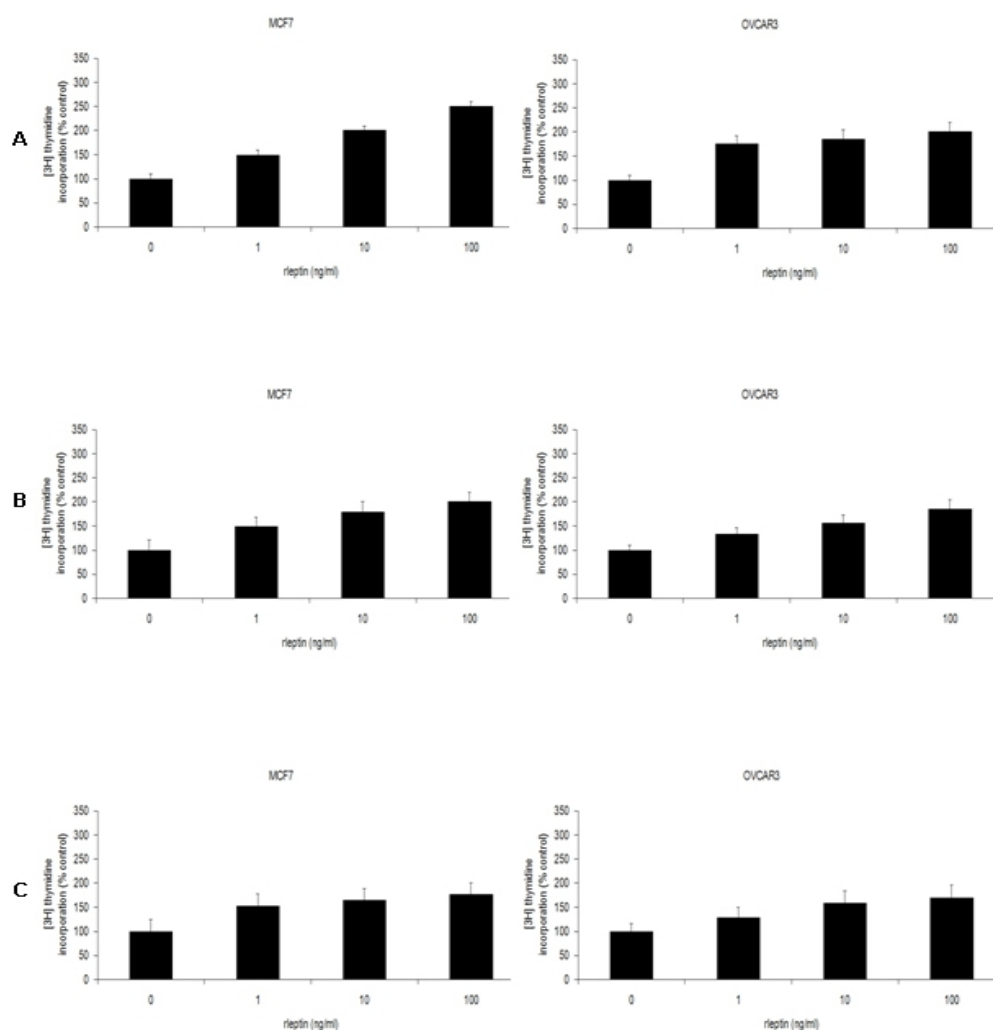 A
MCF7
[3H] thymidine
incorporation (% control)
350
300
250
200
150
100
50
0
0 1 10 100
rleptin (ng/ml)
OVCAR3
[3H] thymidine
incorporation (% control)
350
300
250
200
150
100
50
0
0 1 10 100
rleptin (ng/ml)
B
MCF7
[3H] thymidine
incorporation (% control)
350
300
250
200
150
100
50
0
0 1 10 100
rleptin (ng/ml)
OVCAR3
[3H] thymidine
incorporation (% control)
350
300
250
200
150
100
50
0
0 1 10 100
rleptin (ng/ml)
C
MCF7
[3H] thymidine
incorporation (% control)
350
300
250
200
150
100
50
0
0 1 10 100
rleptin (ng/ml)
OVCAR3
[3H] thymidine
incorporation (% control)
350
300
250
200
150
100
50
0
0 1 10 100
rleptin (ng/ml)